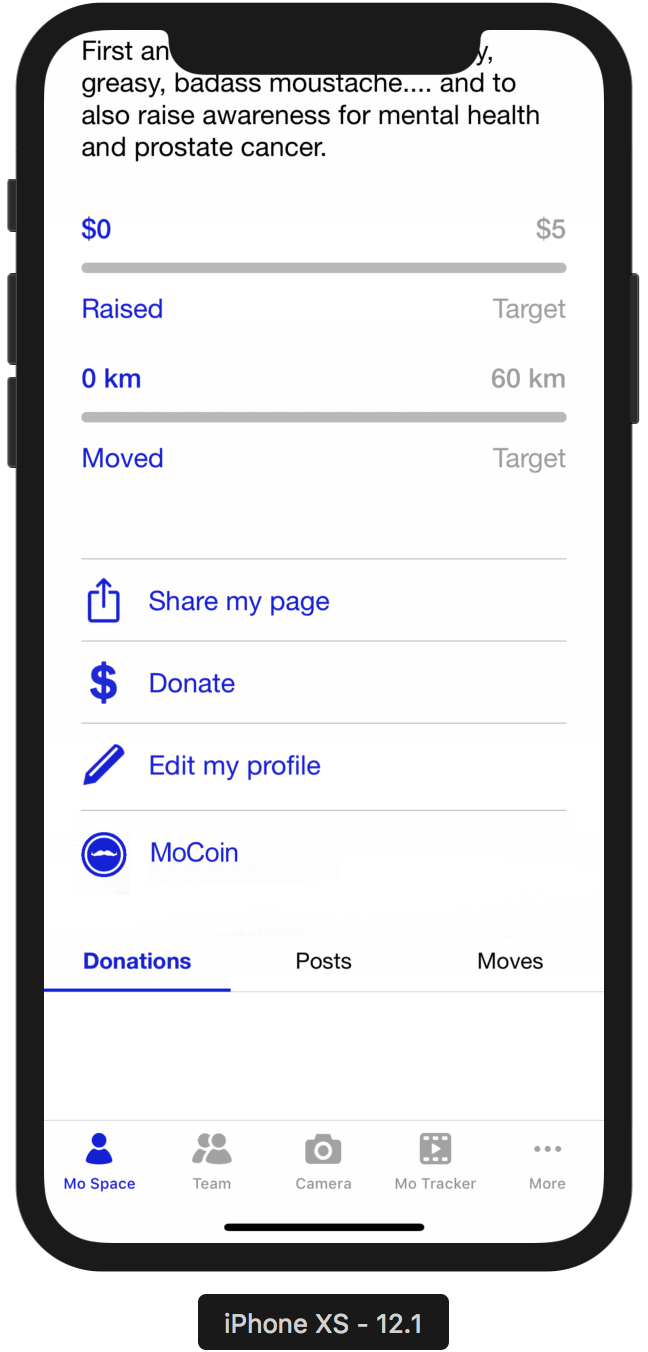 First an y,
greasy, badass moustache.... and to
also raise awareness for mental health
and prostate cancer.
$0 $5
Raised Target
0 km 60 km
Moved Target
Share my page
$ Donate
Edit my profile
MoCoin
Donations Posts Moves
Mo Space Team Camera Mo Tracker More
iPhone XS - 12.1